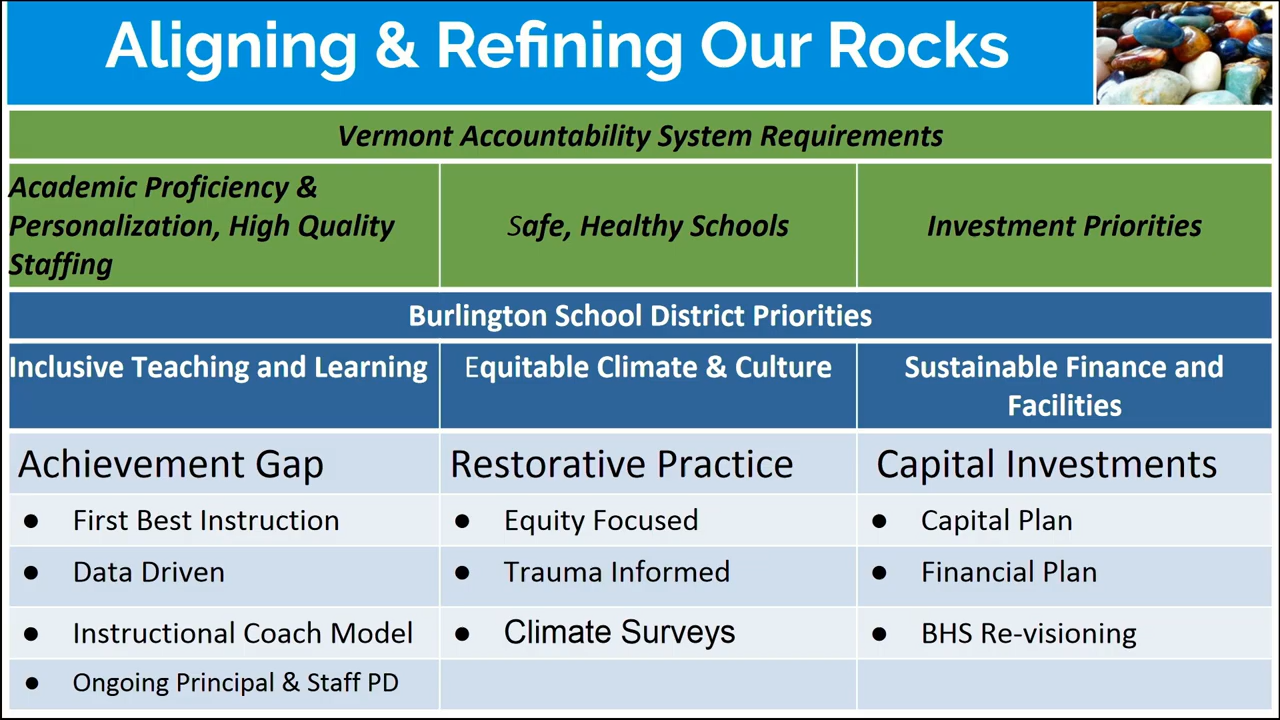 Aligning & Refining Our Rocks
Vermont Accountability System Requirements
Academic Proficiency &
Personalization, High Quality
Staffing
Safe, Healthy Schools
Investment Priorities
Burlington School District Priorities
Inclusive Teaching and Learning
Equitable Climate & Culture
Sustainable Finance and
Facilities
Achievement Gap
Restorative Practice
Capital Investments
● First Best Instruction
● Equity Focused
● Capital Plan
● Data Driven
● Trauma Informed
● Financial Plan
● Instructional Coach Model
● Climate Surveys
● BHS Re-visioning
● Ongoing Principal & Staff PD